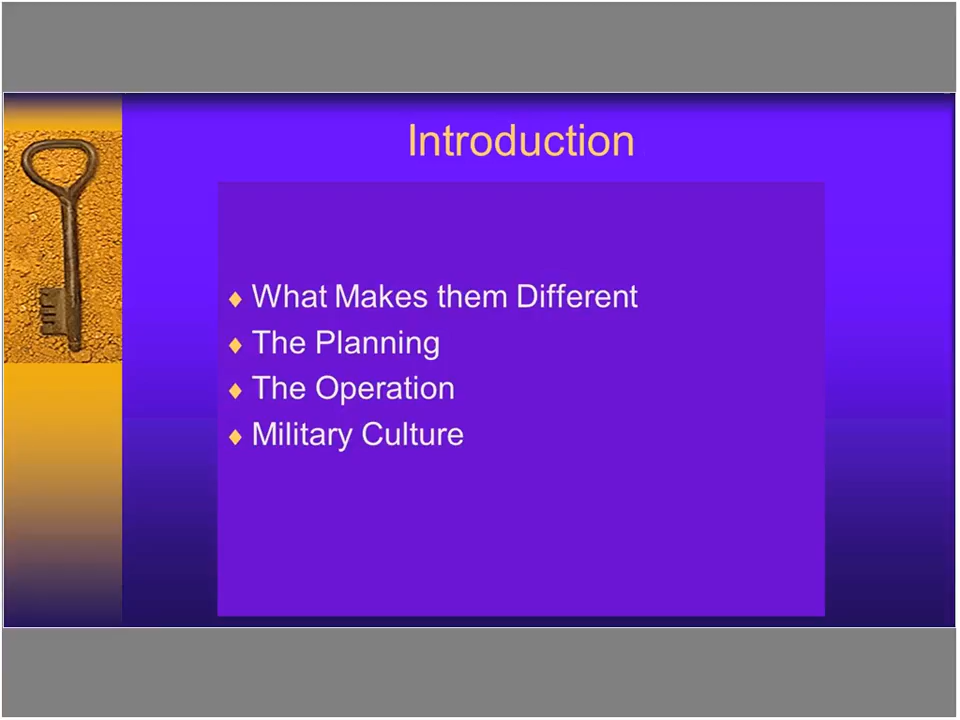 Introduction
What Makes them Different
The Planning
The Operation
Military Culture